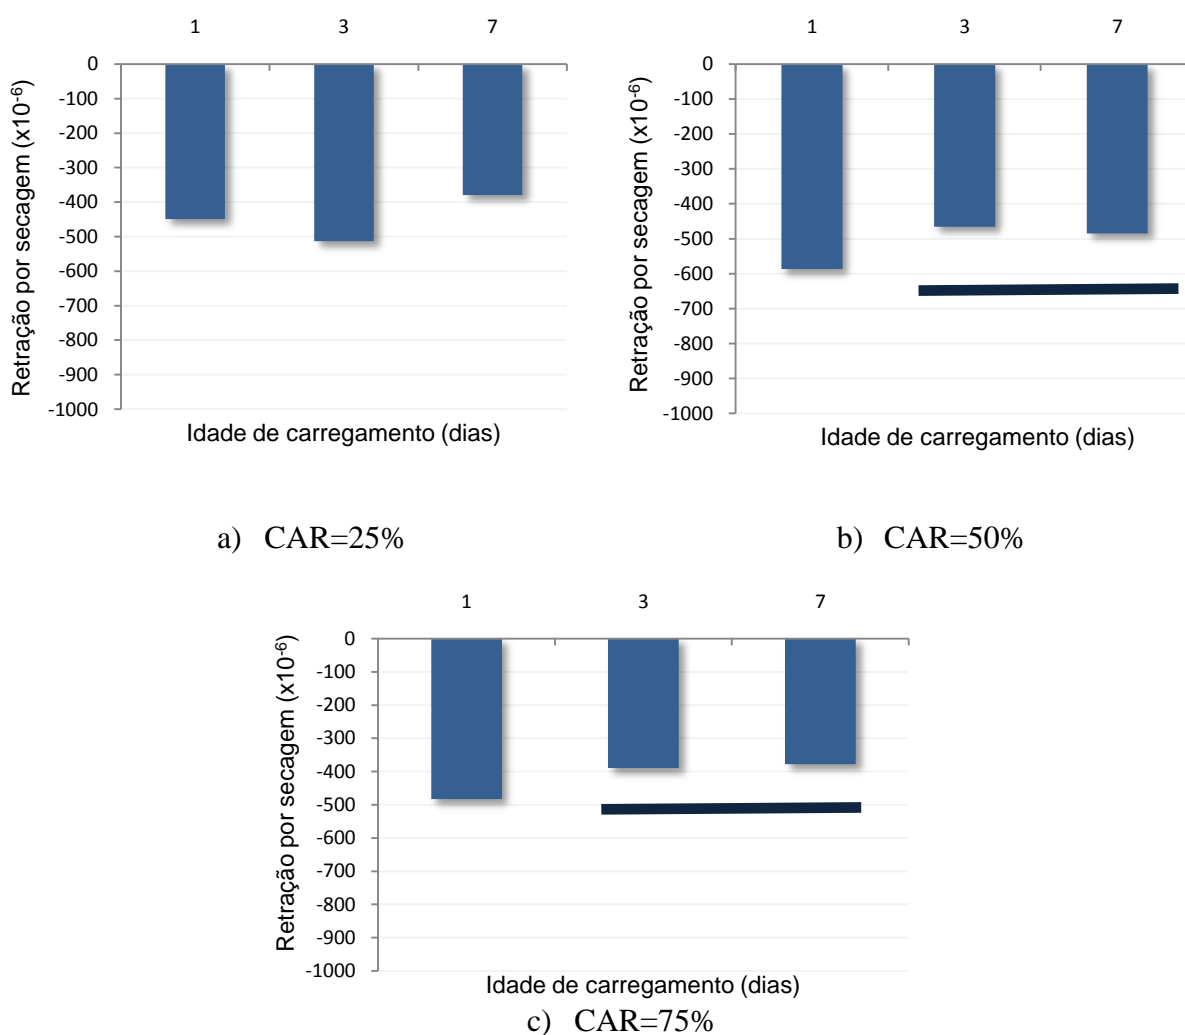 1 3 7
Retração por secagem (x10⁻⁶)
0
-100
-200
-300
-400
-500
-600
-700
-800
-900
-1000
Idade de carregamento (dias)
a) CAR=25%
1 3 7
Retração por secagem (x10⁻⁶)
0
-100
-200
-300
-400
-500
-600
-700
-800
-900
-1000
Idade de carregamento (dias)
b) CAR=50%
1 3 7
Retração por secagem (x10⁻⁶)
0
-100
-200
-300
-400
-500
-600
-700
-800
-900
-1000
Idade de carregamento (dias)
c) CAR=75%